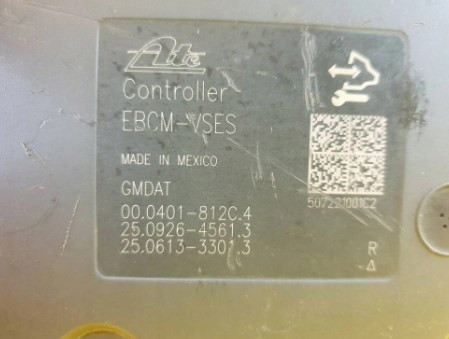 Ate
Controller
EBCM-VSES
MADE IN MEXICO
GMDAT
00.0401-812C.4
25.0926-4561.3
25.0613-3301.3
507291001C2
R